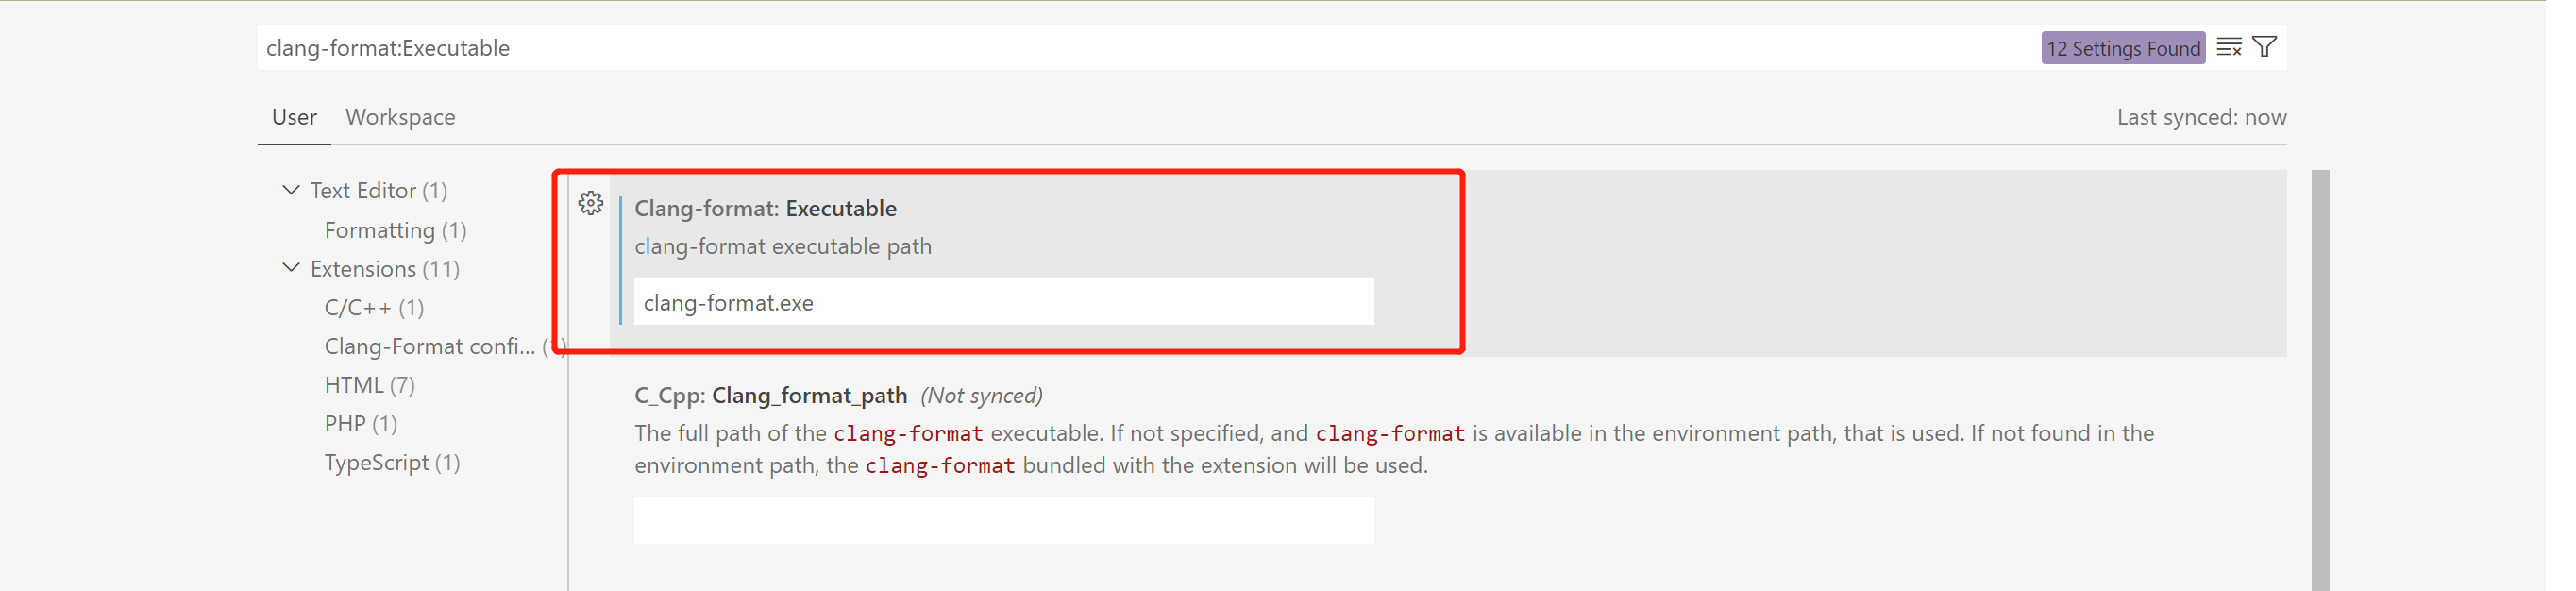 clang-format:Executable
12 Settings Found
User
Workspace
Last synced: now
Text Editor (1)
Formatting (1)
Extensions (11)
C/C++ (1)
Clang-Format confi...
HTML (7)
PHP (1)
TypeScript (1)
Clang-format: Executable
clang-format executable path
clang-format.exe
C_Cpp: Clang_format_path (Not synced)
The full path of the clang-format executable. If not specified, and clang-format is available in the environment path, that is used. If not found in the
environment path, the clang-format bundled with the extension will be used.